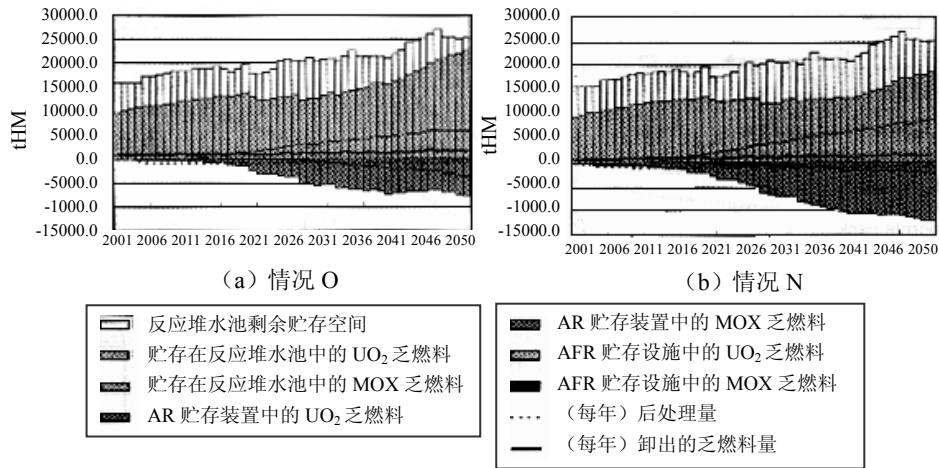 30000.0
25000.0
20000.0
15000.0
10000.0
5000.0
0.0
-5000.0
-1000.0
-15000.0
tHM
2001 2006 2011 2016 2021 2026 2031 2036 2041 2046 2050
(a)情况 O
30000.0
25000.0
20000.0
15000.0
10000.0
5000.0
0.0
-5000.0
-1000.0
-15000.0
tHM
2001 2006 2011 2016 2021 2026 2031 2036 2041 2046 2050
(b)情况 N
反应堆水池剩余贮存空间
贮存在反应堆水池中的 UO₂ 乏燃料
贮存在反应堆水池中的 MOX 乏燃料
AR 贮存装置中的 UO₂ 乏燃料
AR 贮存装置中的 MOX 乏燃料
AFR 贮存设施中的 UO₂ 乏燃料
AFR 贮存设施中的 MOX 乏燃料
(每年)后处理量
(每年)卸出的乏燃料量